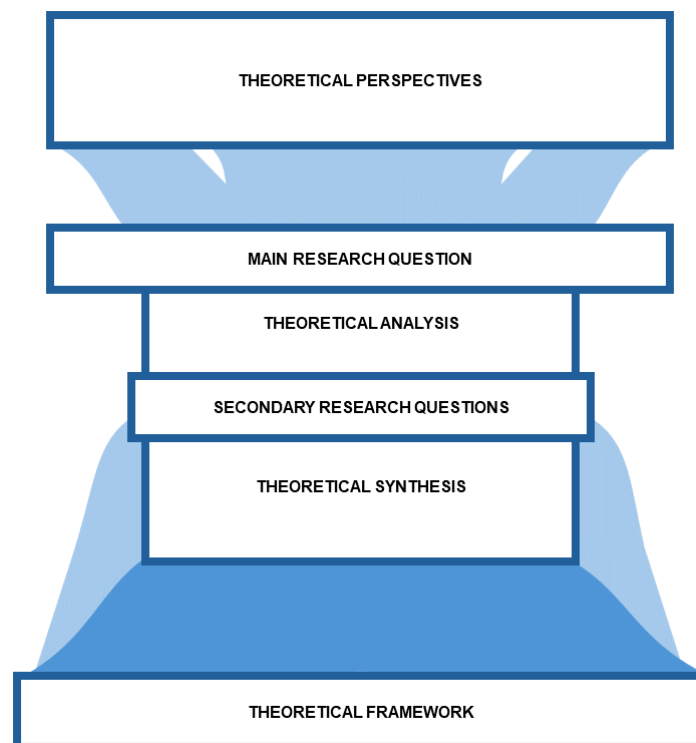 THEORETICAL PERSPECTIVES
MAIN RESEARCH QUESTION
THEORETICAL ANALYSIS
SECONDARY RESEARCH QUESTIONS
THEORETICAL SYNTHESIS
THEORETICAL FRAMEWORK